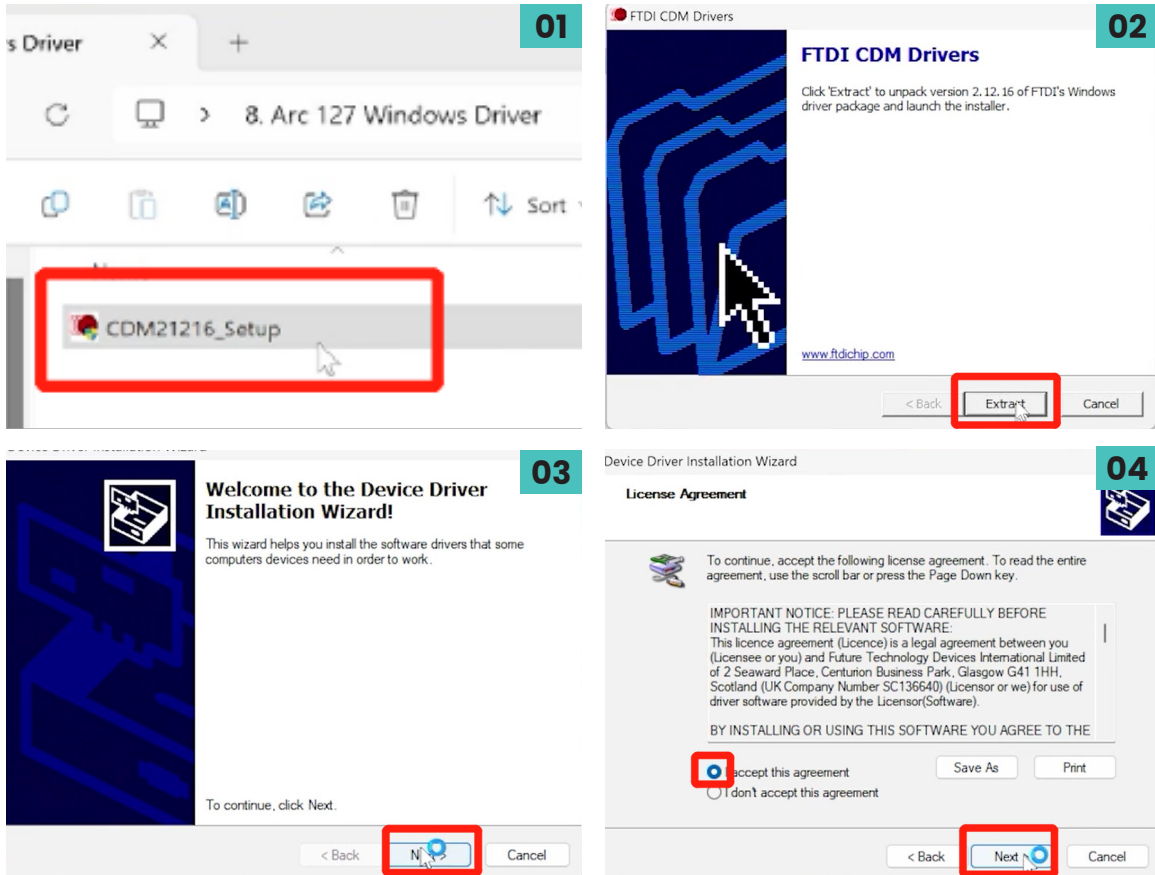 01
s Driver
8. Arc 127 Windows Driver
Sort
CDM21216_Setup
02
FTDI CDM Drivers
FTDI CDM Drivers
Click 'Extract' to unpack version 2.12.16 of FTDI's Windows
driver package and launch the installer.
www.ftdichip.com
< Back
Extract
Cancel
03
Welcome to the Device Driver
Installation Wizard!
This wizard helps you install the software drivers that some
computers devices need in order to work.
To continue, click Next.
< Back
Cancel
04
Device Driver Installation Wizard
License Agreement
To continue, accept the following license agreement. To read the entire
agreement, use the scroll bar or press the Page Down key.
IMPORTANT NOTICE: PLEASE READ CAREFULLY BEFORE
INSTALLING THE RELEVANT SOFTWARE:
This licence agreement (Licence) is a legal agreement between you
(Licensee or you) and Future Technology Devices International Limited
of 2 Seaward Place, Centurion Business Park, Glasgow G41 1HH,
Scotland (UK Company Number SC136640) (Licensor or we) for use of
driver software provided by the Licensor(Software).
BY INSTALLING OR USING THIS SOFTWARE YOU AGREE TO THE
I accept this agreement
I don't accept this agreement
Save As
Print
< Back
Next
Cancel